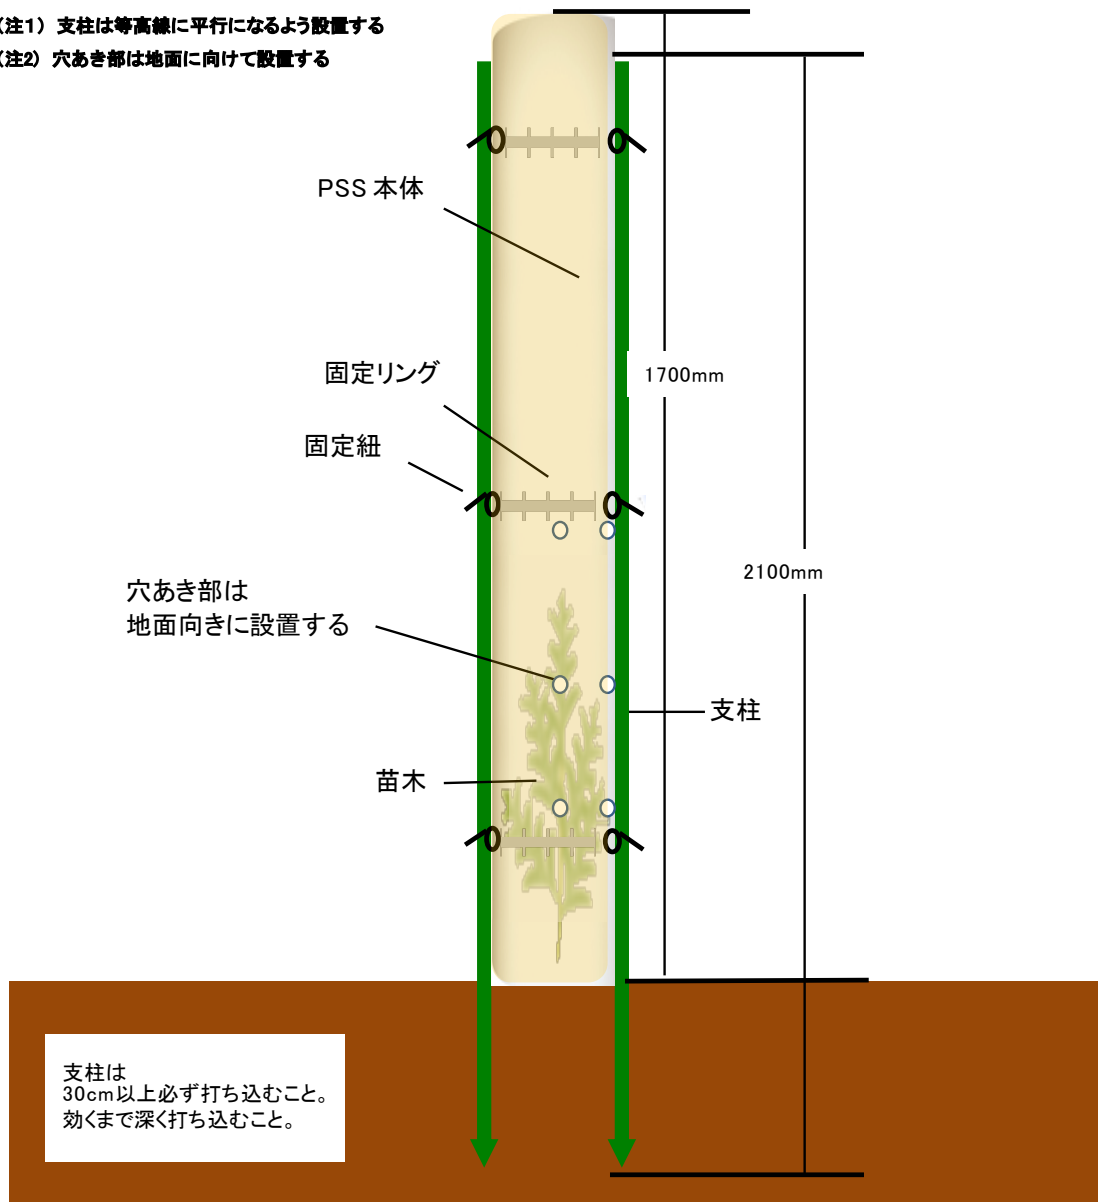 (注1) 支柱は等高線に平行になるよう設置する
(注2) 穴あき部は地面に向けて設置する
PSS 本体
固定リング
1700mm
固定紐
2100mm
穴あき部は
地面向きに設置する
支柱
苗木
支柱は
30cm以上必ず打ち込むこと。
効くまで深く打ち込むこと。